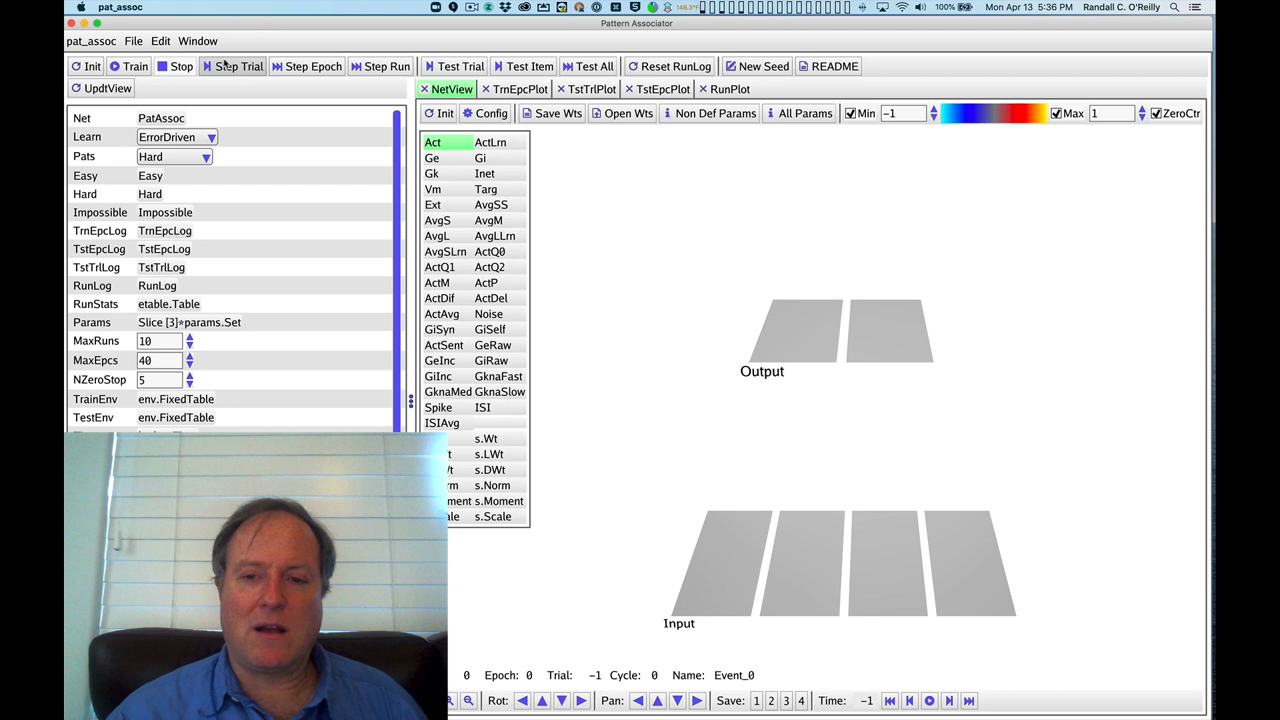 pat_assoc 148.3°F 100% Mon Apr 13 5:36 PM Randall C. O'Reilly
Pattern Associator
pat_assoc File Edit Window
Init Train Stop Step Trial Step Epoch Step Run Test Trial Test Item Test All Reset RunLog New Seed README
UpdtView
NetView TrnEpcPlot TstTrlPlot TstEpcPlot RunPlot
Init Config Save Wts Open Wts Non Def Params All Params Min -1 Max 1 ZeroCtr
Net PatAssoc
Learn ErrorDriven
Pats Hard
Easy Easy
Hard Hard
Impossible Impossible
TrnEpcLog TrnEpcLog
TstEpcLog TstEpcLog
TstTrlLog TstTrlLog
RunLog RunLog
RunStats etable.Table
Params Slice [3]*params.Set
MaxRuns 10
MaxEpcs 40
NZeroStop 5
TrainEnv env.FixedTable
TestEnv env.FixedTable
Act ActLrn
Ge Gi
Gk Inet
Vm Targ
Ext AvgSS
AvgS AvgM
AvgL AvgLLrn
AvgSLrn ActQ0
ActQ1 ActQ2
ActM ActP
ActDif ActDel
ActAvg Noise
GiSyn GiSelf
ActSent GeRaw
GeInc GiRaw
GiInc GknaFast
GknaMed GknaSlow
Spike ISI
ISIAvg
s.Wt
s.LWt
s.DWt
s.Norm
s.Moment
s.Scale
Output
Input
0 Epoch: 0 Trial: -1 Cycle: 0 Name: Event_0
Rot: Pan: Save: 1 2 3 4 Time: -1